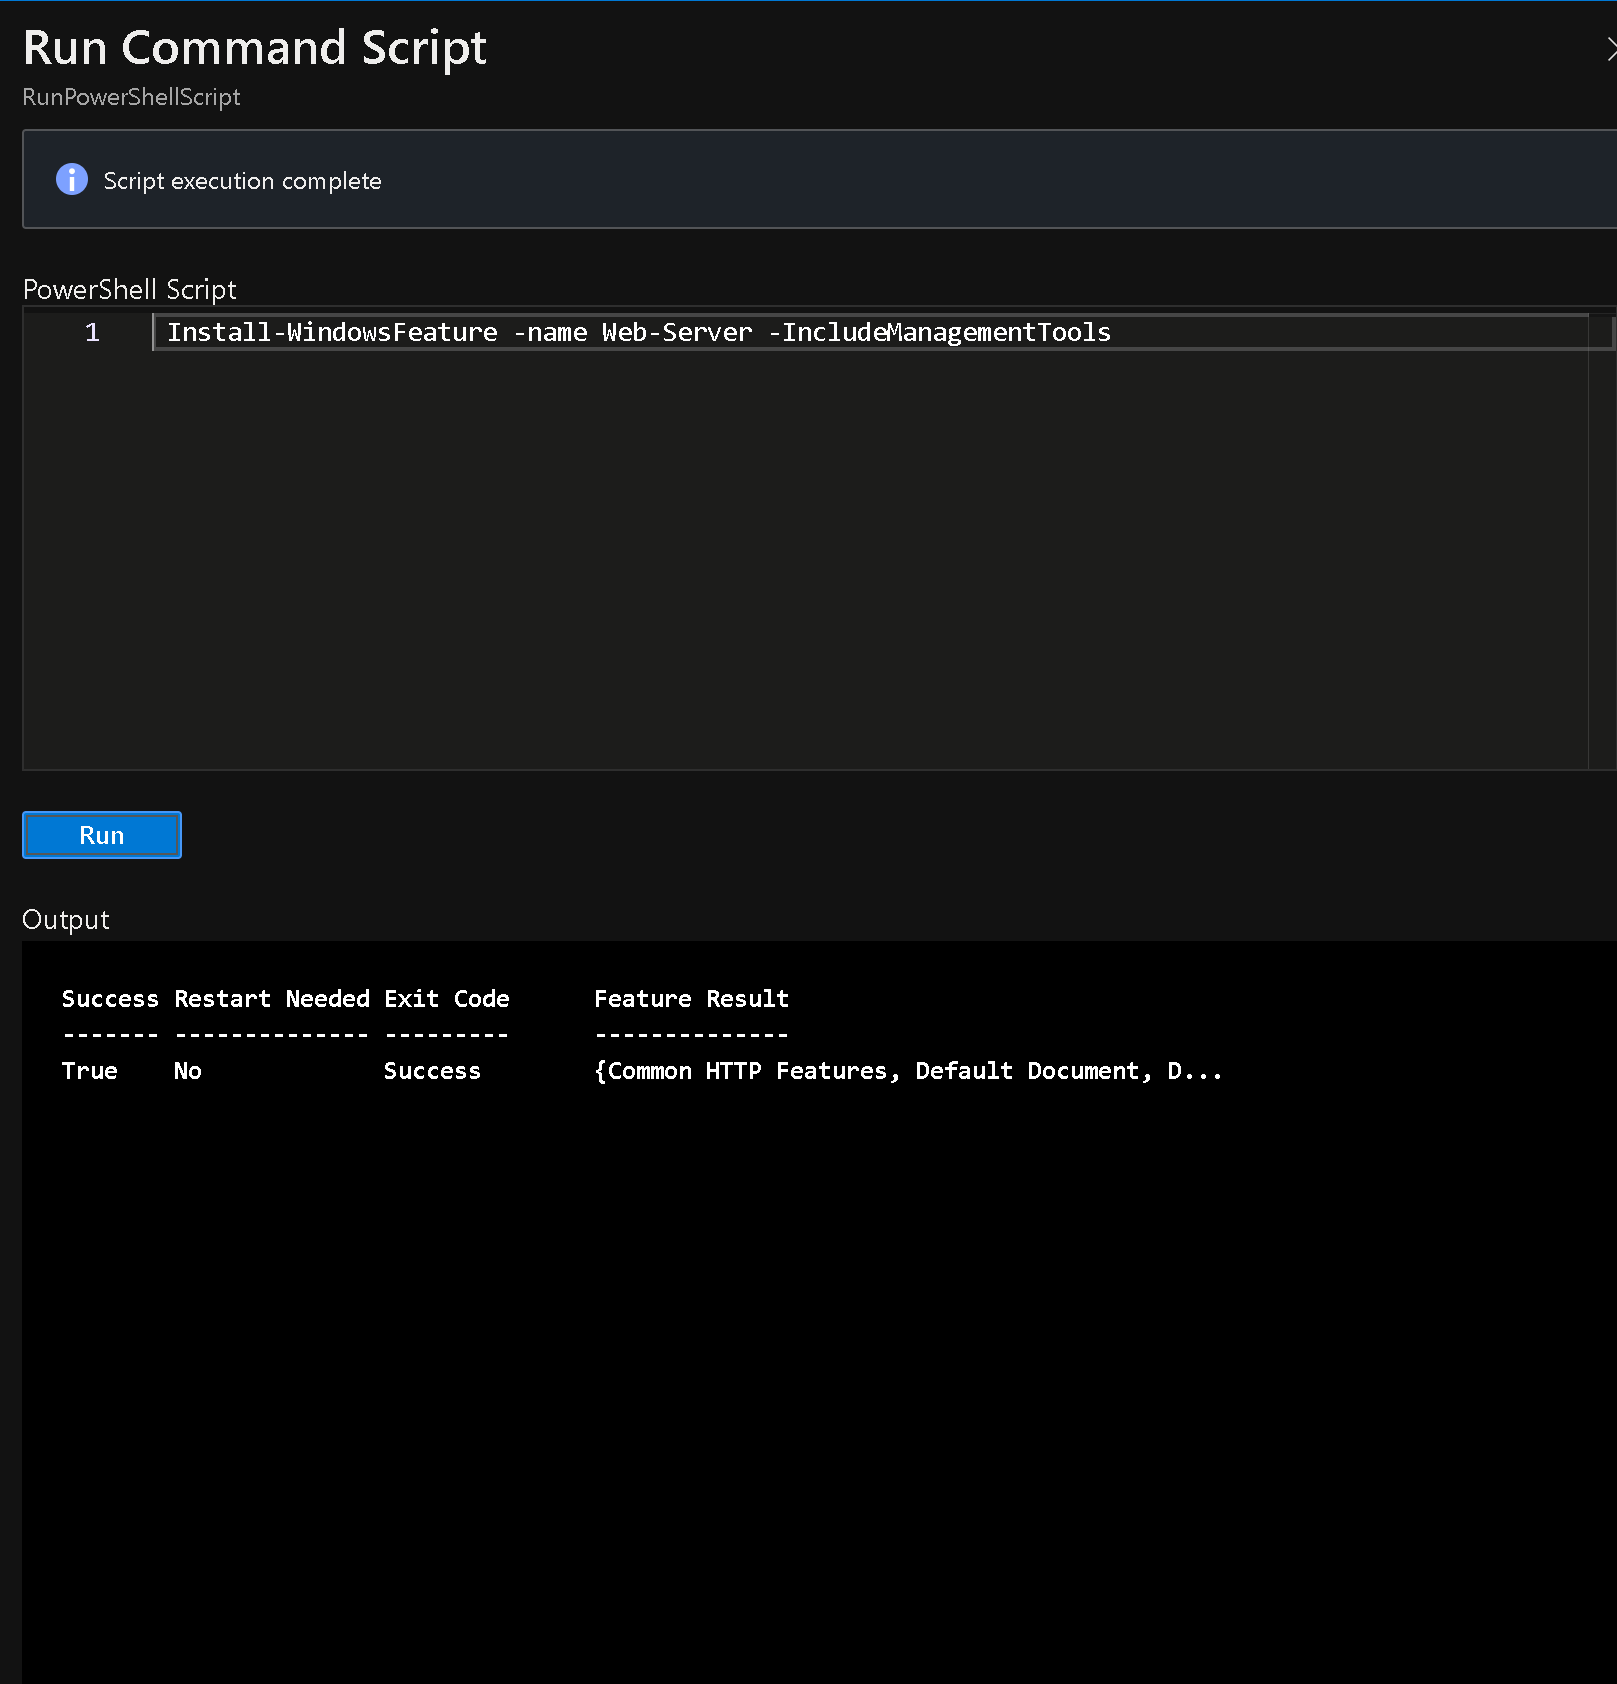 Run Command Script
RunPowerShellScript
Script execution complete
PowerShell Script
1 Install-WindowsFeature -name Web-Server -IncludeManagementTools
Run
Output
Success Restart Needed Exit Code      Feature Result
------- -------------- ---------      --------------
True    No             Success        {Common HTTP Features, Default Document, D...